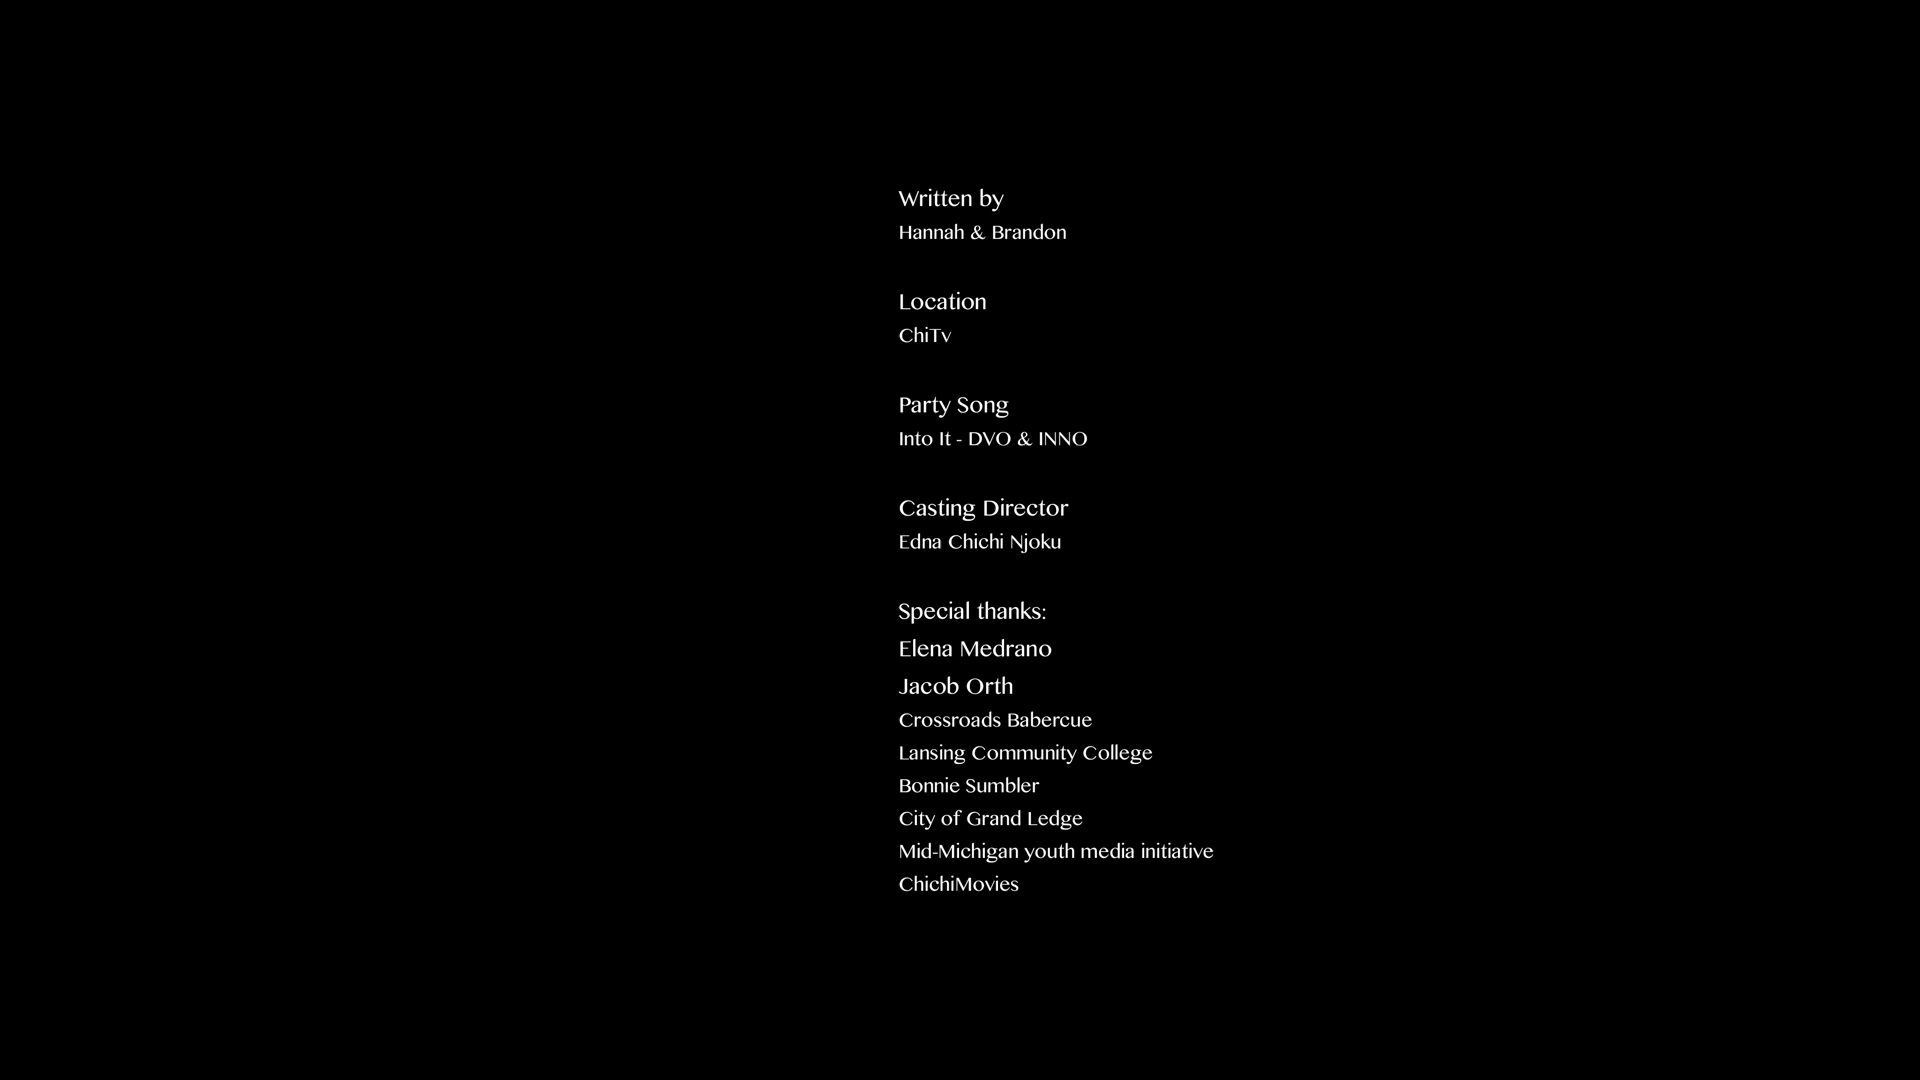 Written by
Hannah & Brandon
Location
ChiTv
Party Song
Into It - DVO & INNO
Casting Director
Edna Chichi Njoku
Special thanks:
Elena Medrano
Jacob Orth
Crossroads Babercue
Lansing Community College
Bonnie Sumbler
City of Grand Ledge
Mid-Michigan youth media initiative
ChichiMovies